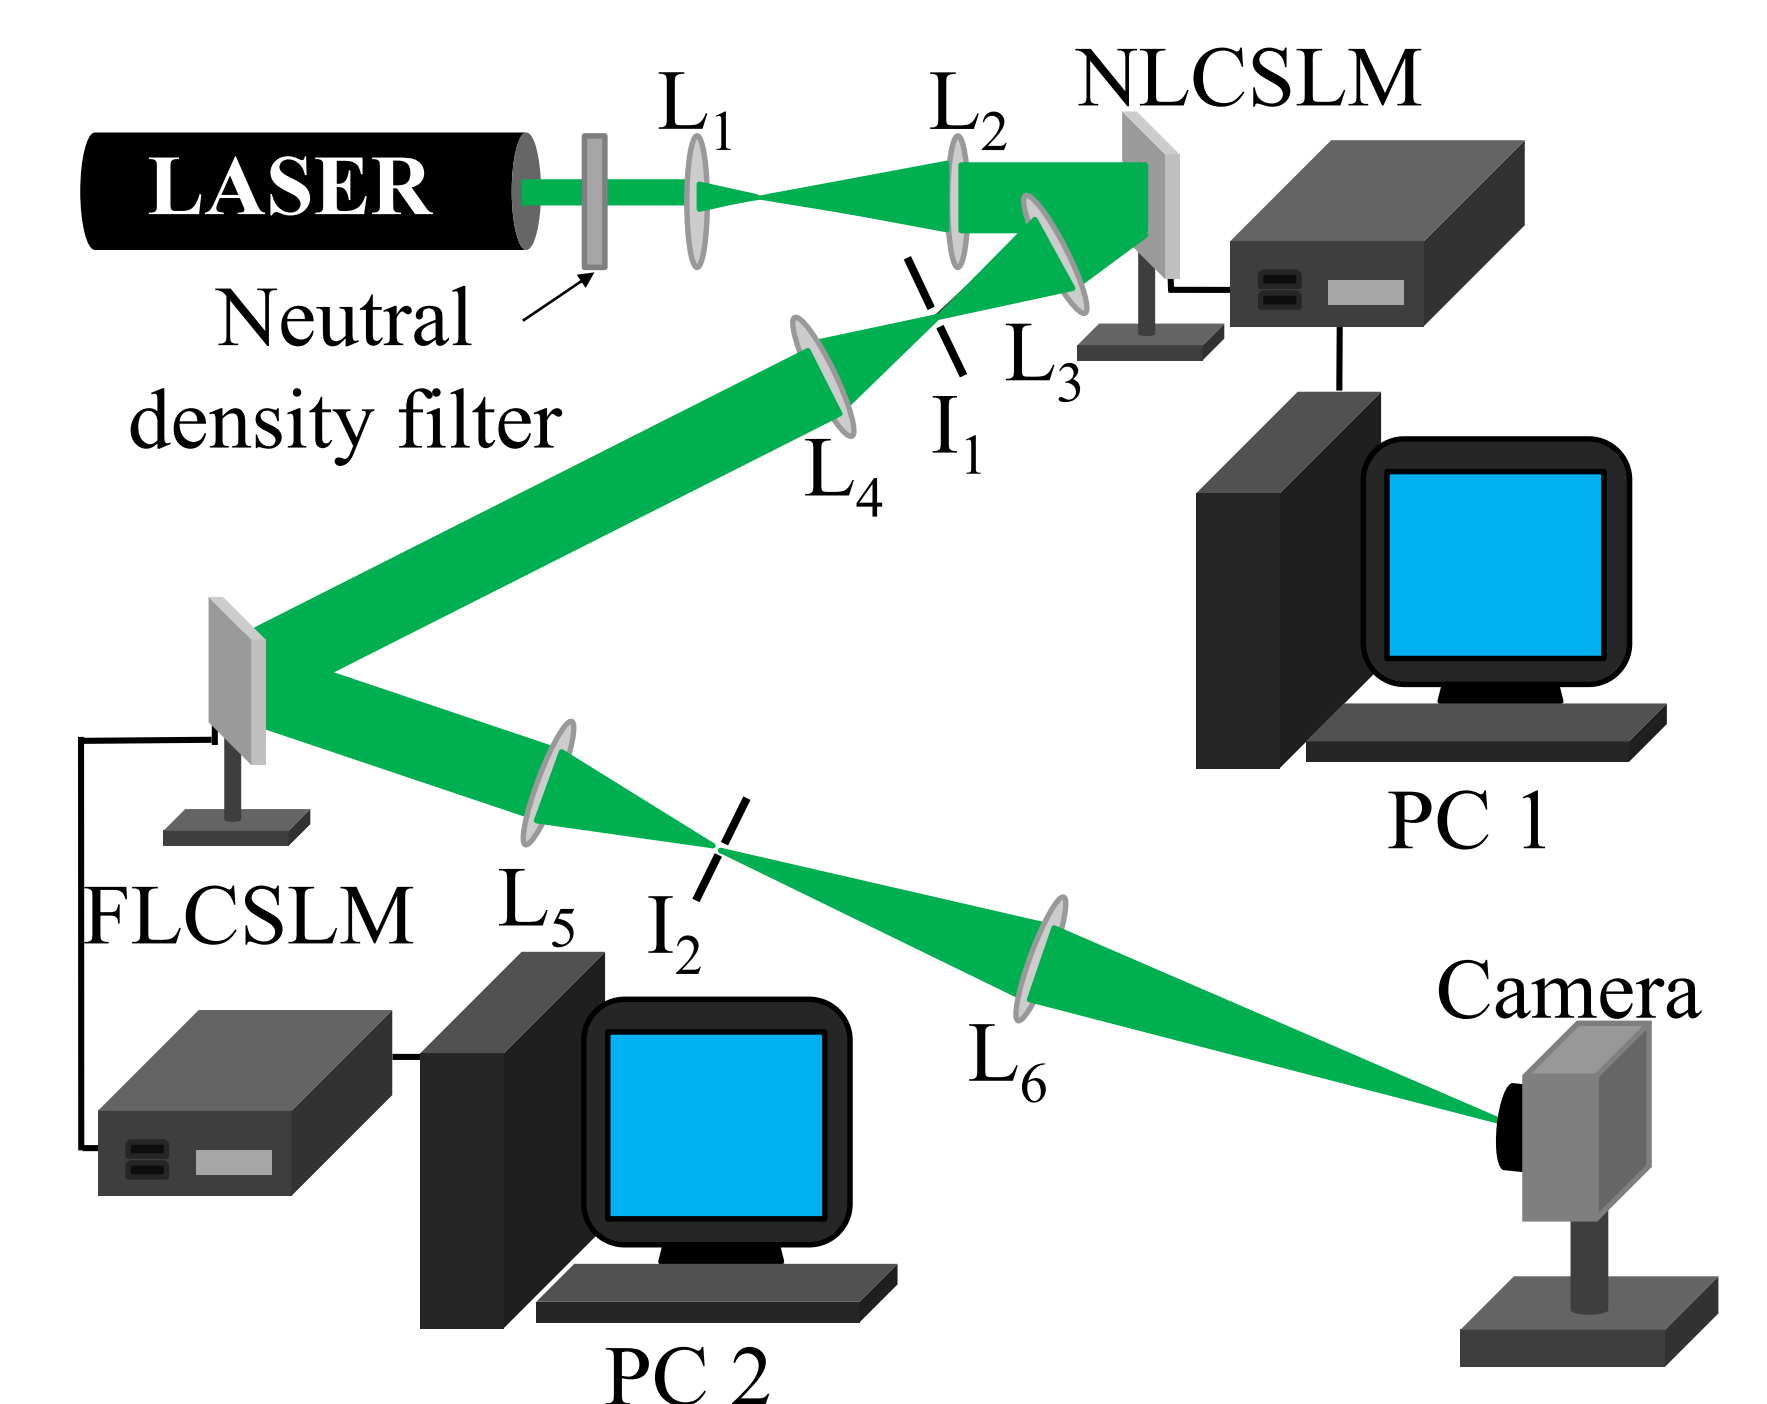 LASER
L1
L2
NLCSLM
Neutral
density filter
L3
I1
L4
PC 1
FLCSLM
L5
I2
L6
Camera
PC 2